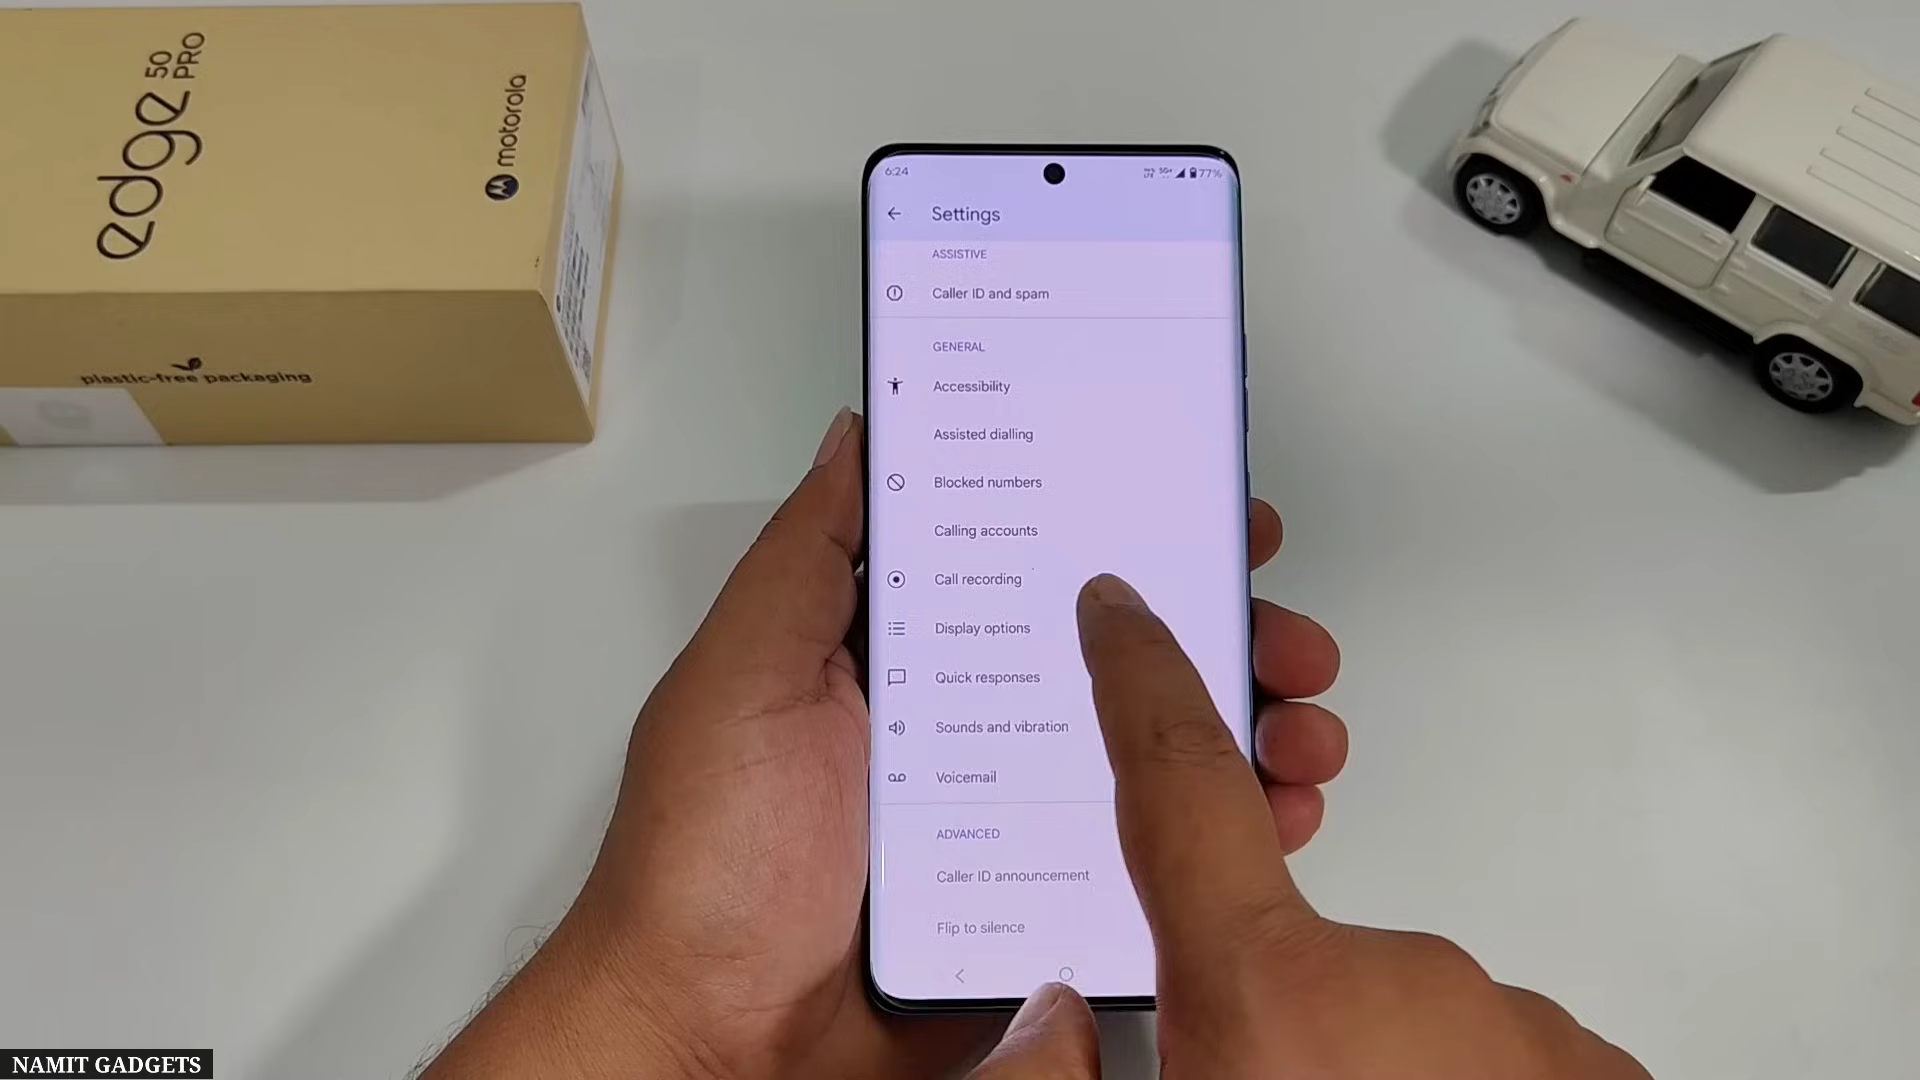 edge 50 PRO
motorola
plastic-free packaging
6:24
5G+
77%
Settings
ASSISTIVE
Caller ID and spam
GENERAL
Accessibility
Assisted dialling
Blocked numbers
Calling accounts
Call recording
Display options
Quick responses
Sounds and vibration
Voicemail
ADVANCED
Caller ID announcement
Flip to silence
NAMIT GADGETS